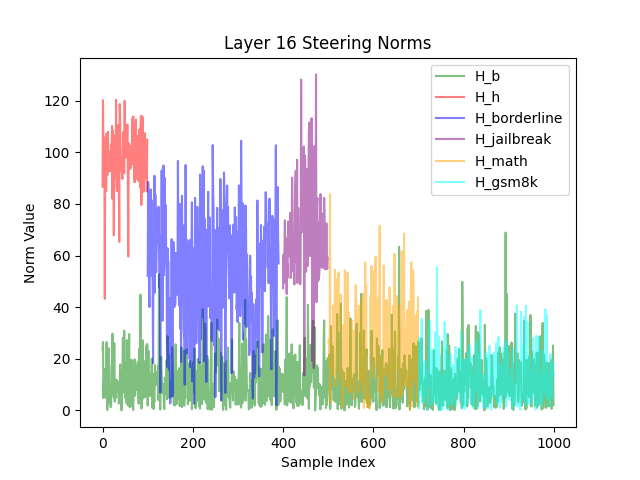 Layer 16 Steering Norms
H_b
H_h
H_borderline
H_jailbreak
H_math
H_gsm8k
Norm Value
120
100
80
60
40
20
0
0
200
400
600
800
1000
Sample Index